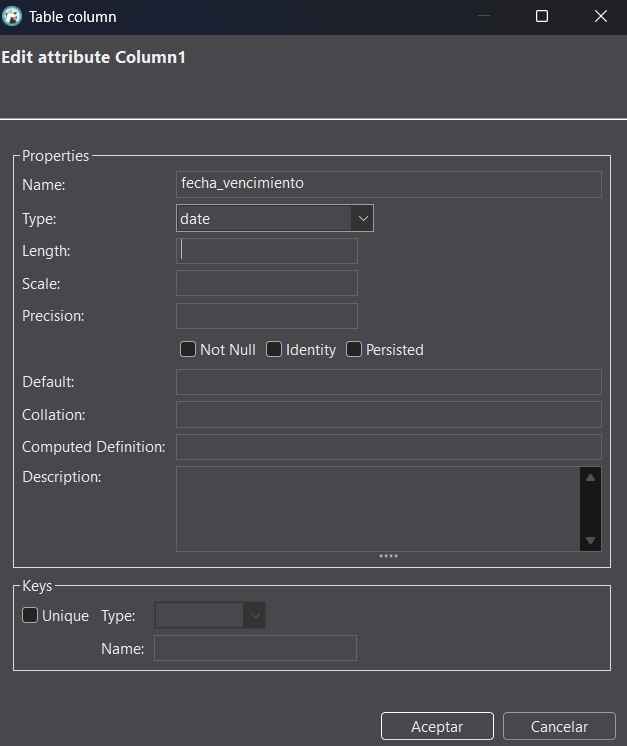 Table column
Edit attribute Column1
Properties
Name: fecha_vencimiento
Type: date
Length:
Scale:
Precision:
Not Null Identity Persisted
Default:
Collation:
Computed Definition:
Description:
Keys
Unique Type:
Name:
Aceptar Cancelar